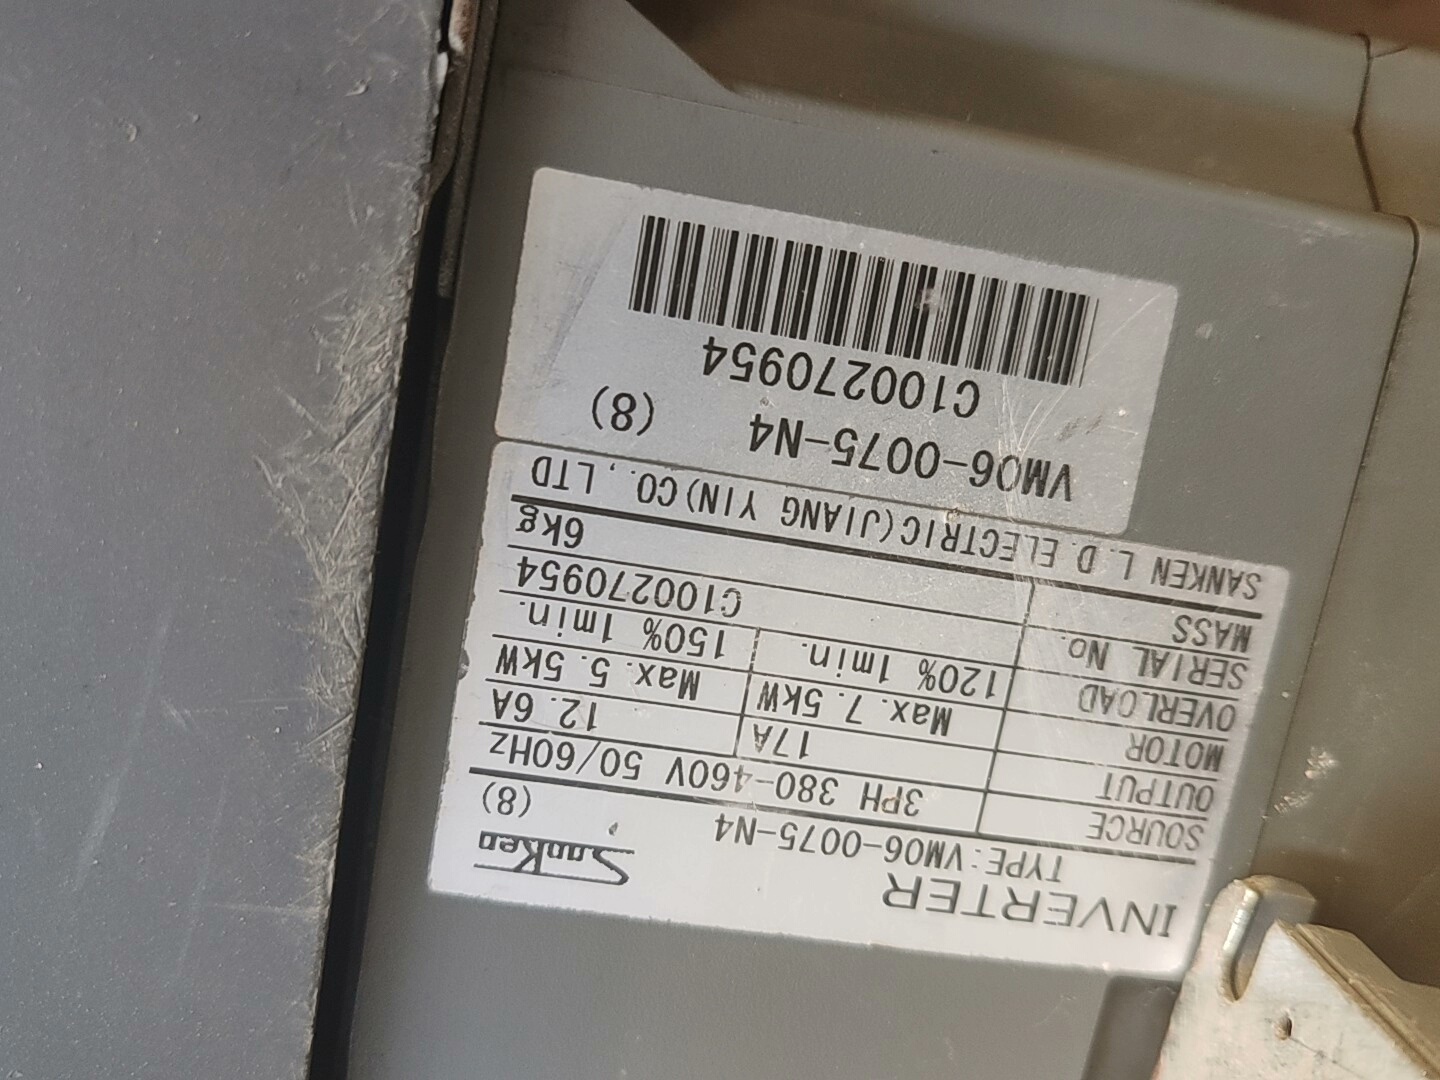 INVERTER SanKen
TYPE:VM06-0075-N4 (8)
SOURCE 3PH 380-460V 50/60Hz
OUTPUT 17A 12.6A
MOTOR Max.7.5kW Max.5.5kW
OVERLOAD 120% 1min. 150% 1min.
SERIAL No. C100270954
MASS 6kg
SANKEN L.D.ELECTRIC(JIANG YIN)CO.,LTD
VM06-0075-N4 (8)
C100270954